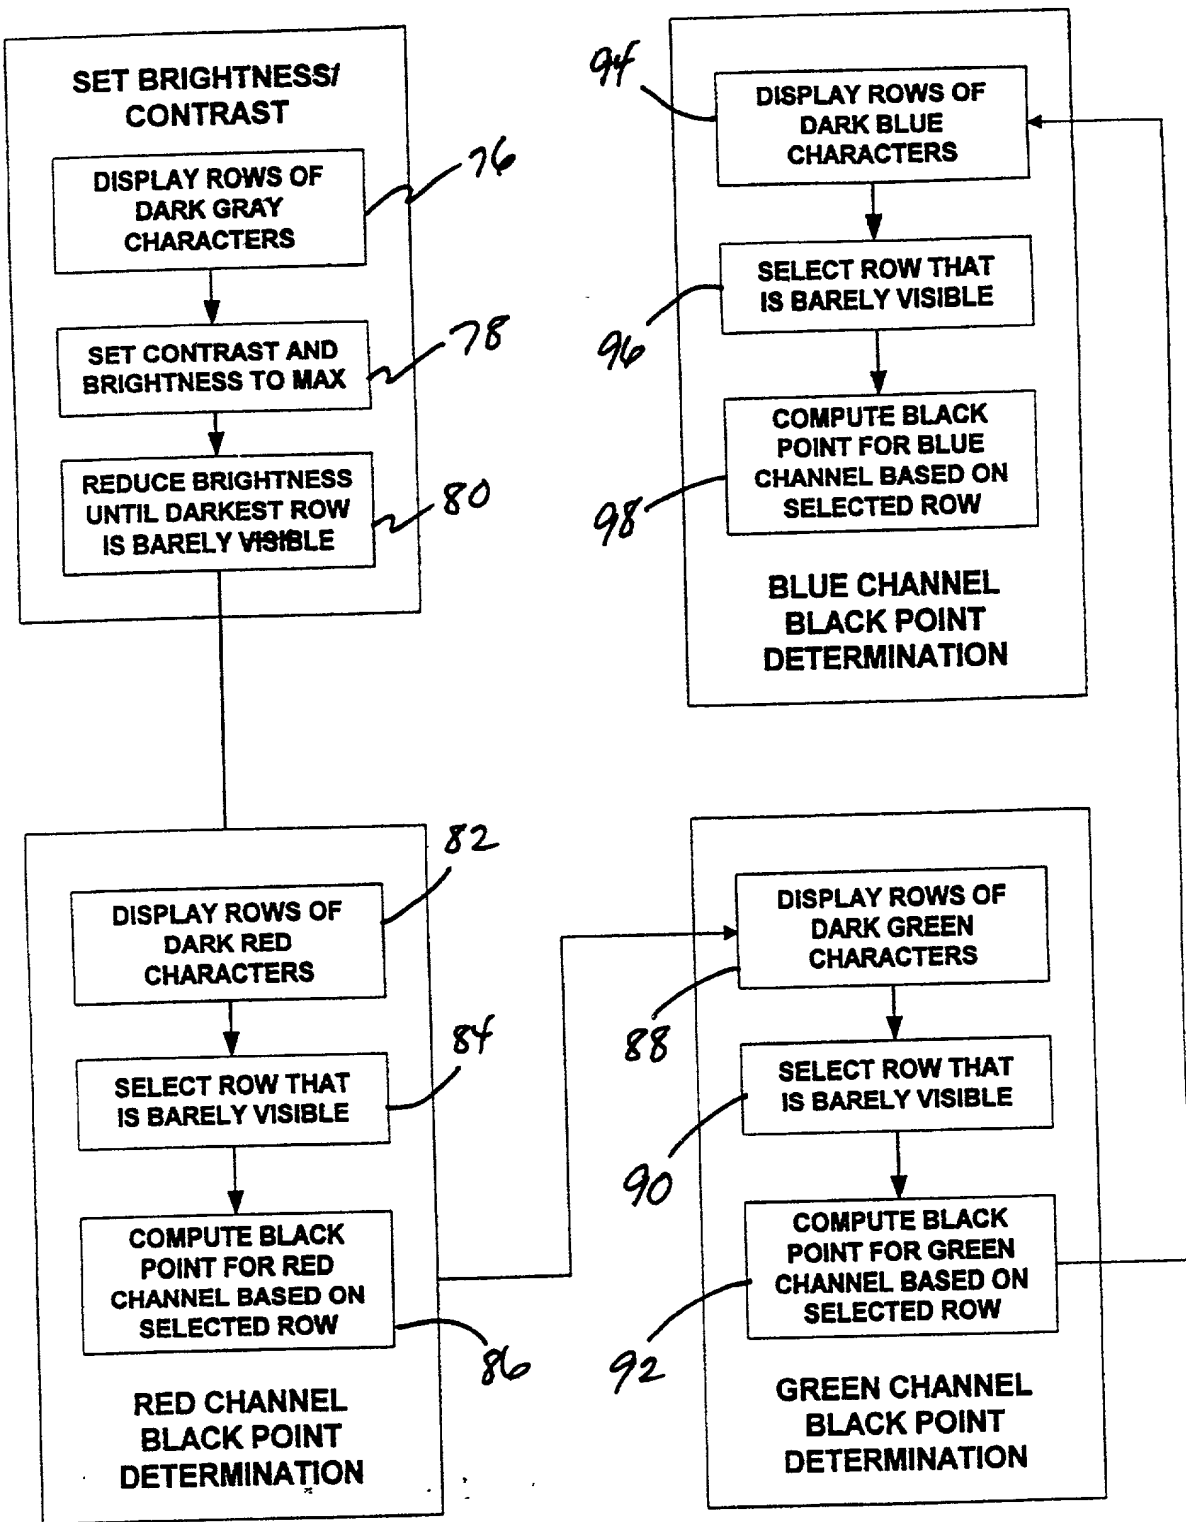 SET BRIGHTNESS/
CONTRAST
DISPLAY ROWS OF
DARK GRAY
CHARACTERS
76
SET CONTRAST AND
BRIGHTNESS TO MAX
78
REDUCE BRIGHTNESS
UNTIL DARKEST ROW
IS BARELY VISIBLE
80
82
DISPLAY ROWS OF
DARK RED
CHARACTERS
84
SELECT ROW THAT
IS BARELY VISIBLE
COMPUTE BLACK
POINT FOR RED
CHANNEL BASED ON
SELECTED ROW
86
RED CHANNEL
BLACK POINT
DETERMINATION
DISPLAY ROWS OF
DARK GREEN
CHARACTERS
88
SELECT ROW THAT
IS BARELY VISIBLE
90
COMPUTE BLACK
POINT FOR GREEN
CHANNEL BASED ON
SELECTED ROW
92
GREEN CHANNEL
BLACK POINT
DETERMINATION
94
DISPLAY ROWS OF
DARK BLUE
CHARACTERS
SELECT ROW THAT
IS BARELY VISIBLE
96
COMPUTE BLACK
POINT FOR BLUE
CHANNEL BASED ON
SELECTED ROW
98
BLUE CHANNEL
BLACK POINT
DETERMINATION